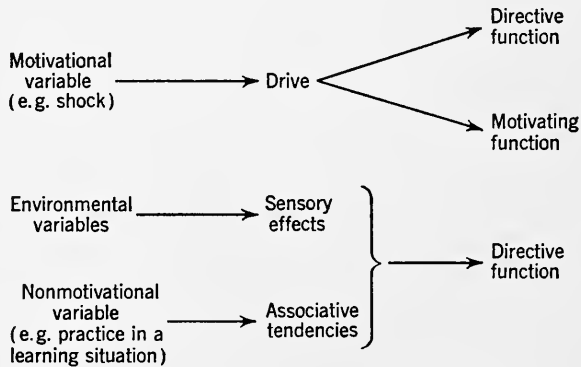 Directive
function
Motivational
variable
(e.g. shock)
Drive
Motivating
function
Environmental
variables
Sensory
effects
Directive
function
Nonmotivational
variable
(e.g. practice in a
learning situation)
Associative
tendencies